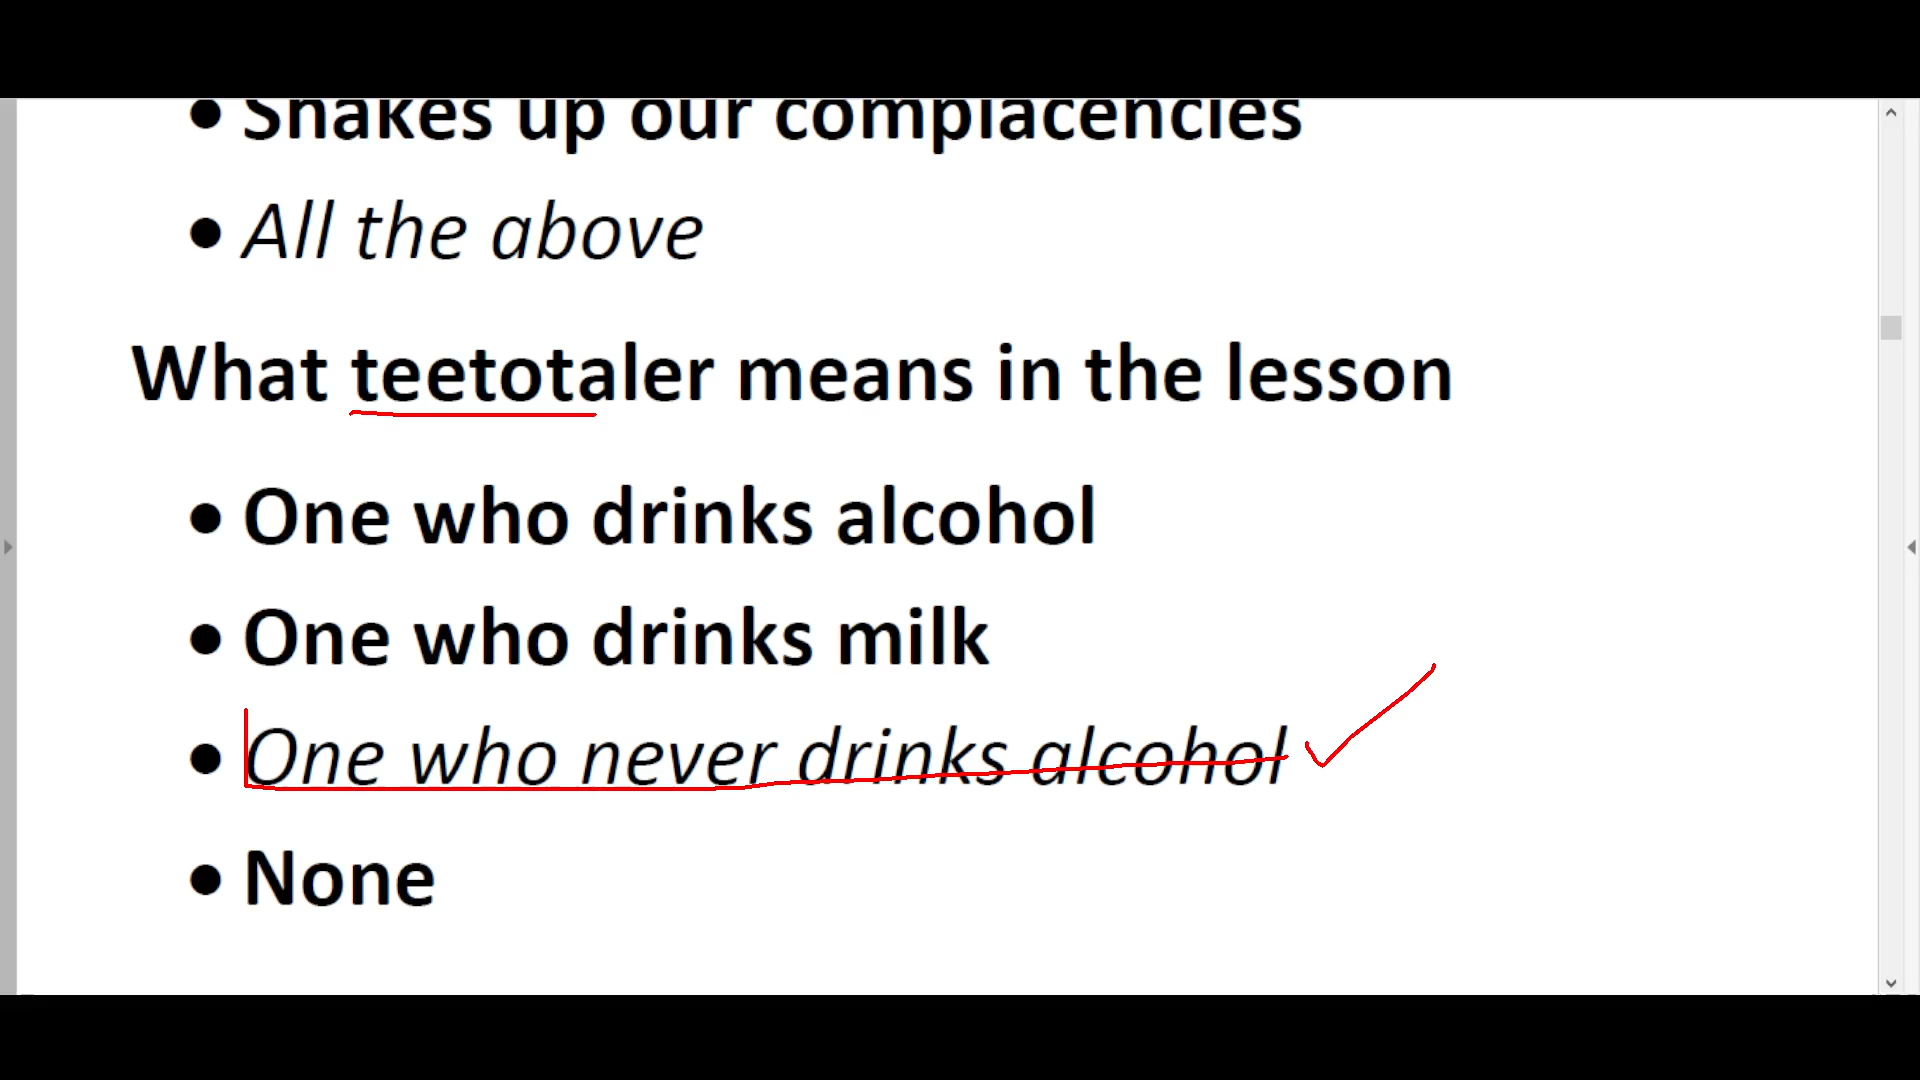 • Shakes up our complacencies
• All the above
What teetotaler means in the lesson
• One who drinks alcohol
• One who drinks milk
• One who never drinks alcohol
• None